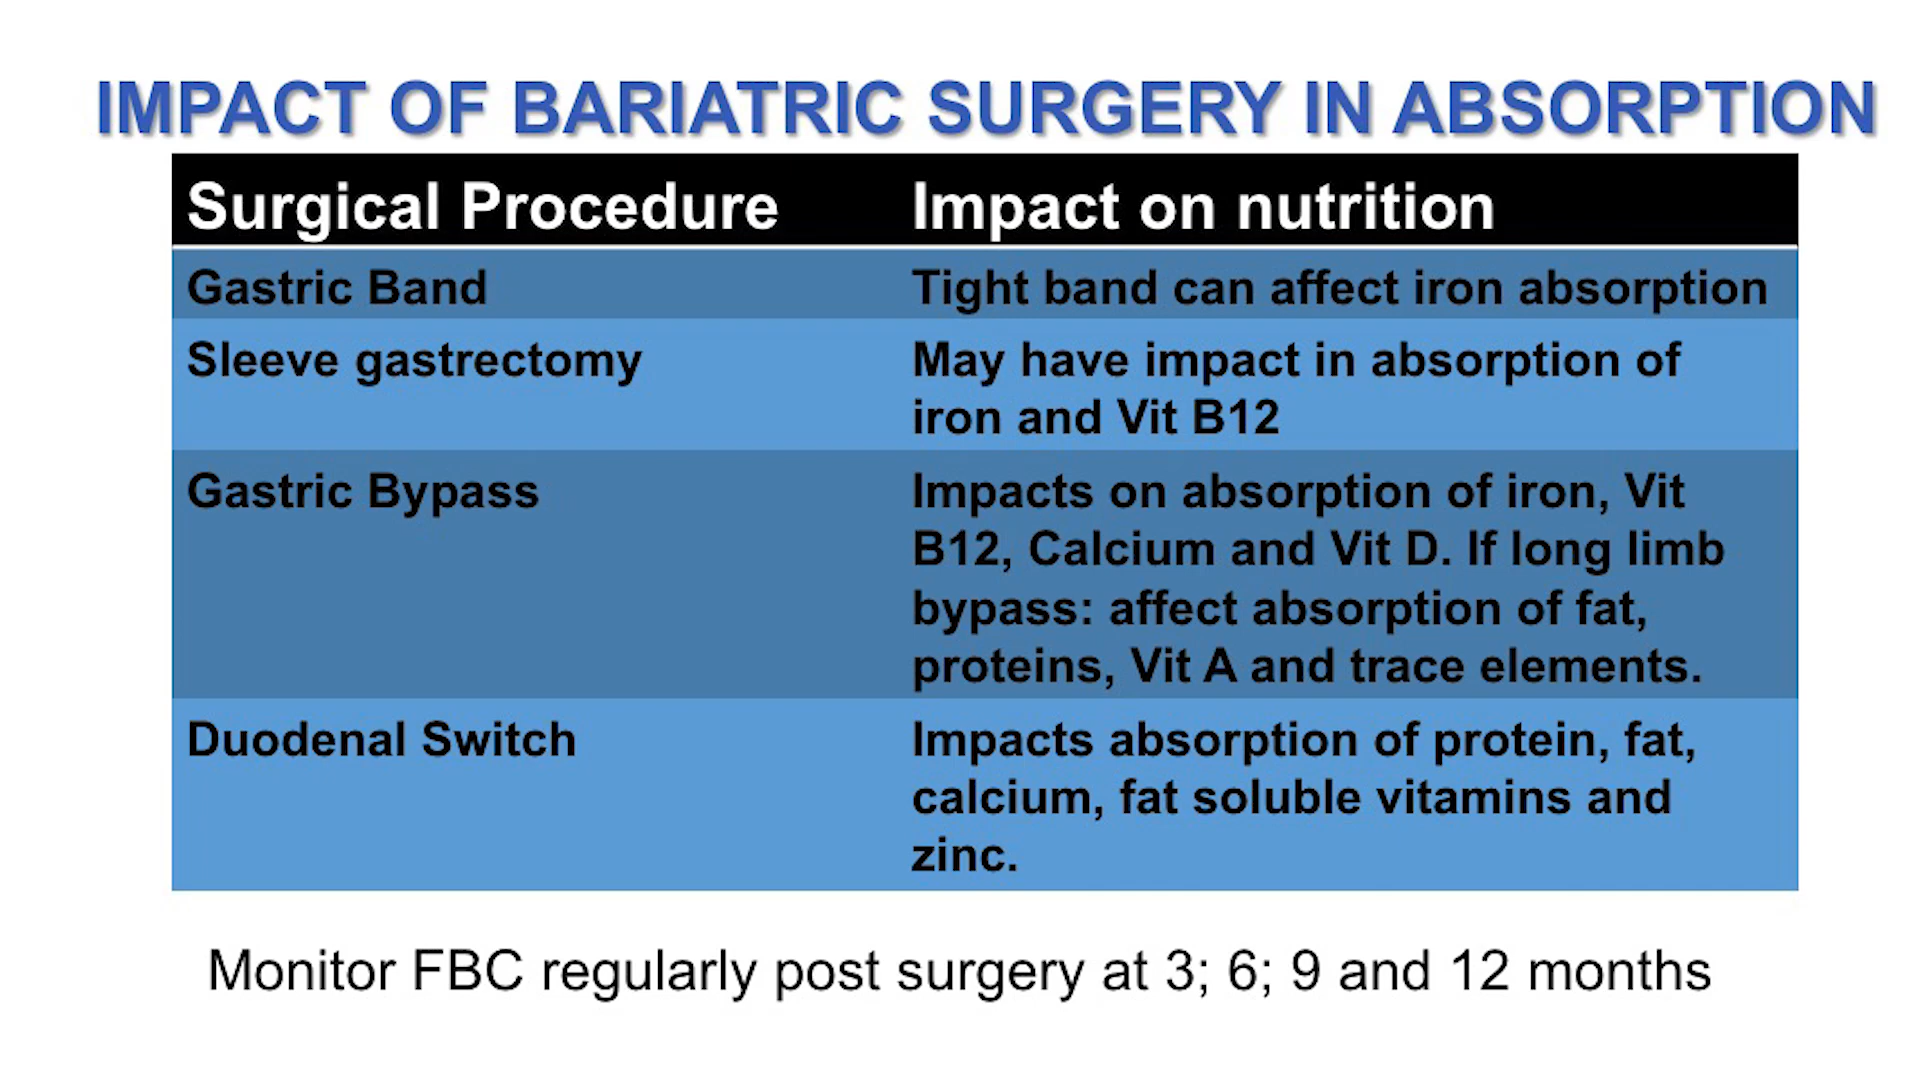 IMPACT OF BARIATRIC SURGERY IN ABSORPTION
Surgical Procedure
Impact on nutrition
Gastric Band
Tight band can affect iron absorption
Sleeve gastrectomy
May have impact in absorption of
iron and Vit B12
Gastric Bypass
Impacts on absorption of iron, Vit
B12, Calcium and Vit D. If long limb
bypass: affect absorption of fat,
proteins, Vit A and trace elements.
Duodenal Switch
Impacts absorption of protein, fat,
calcium, fat soluble vitamins and
zinc.
Monitor FBC regularly post surgery at 3; 6; 9 and 12 months